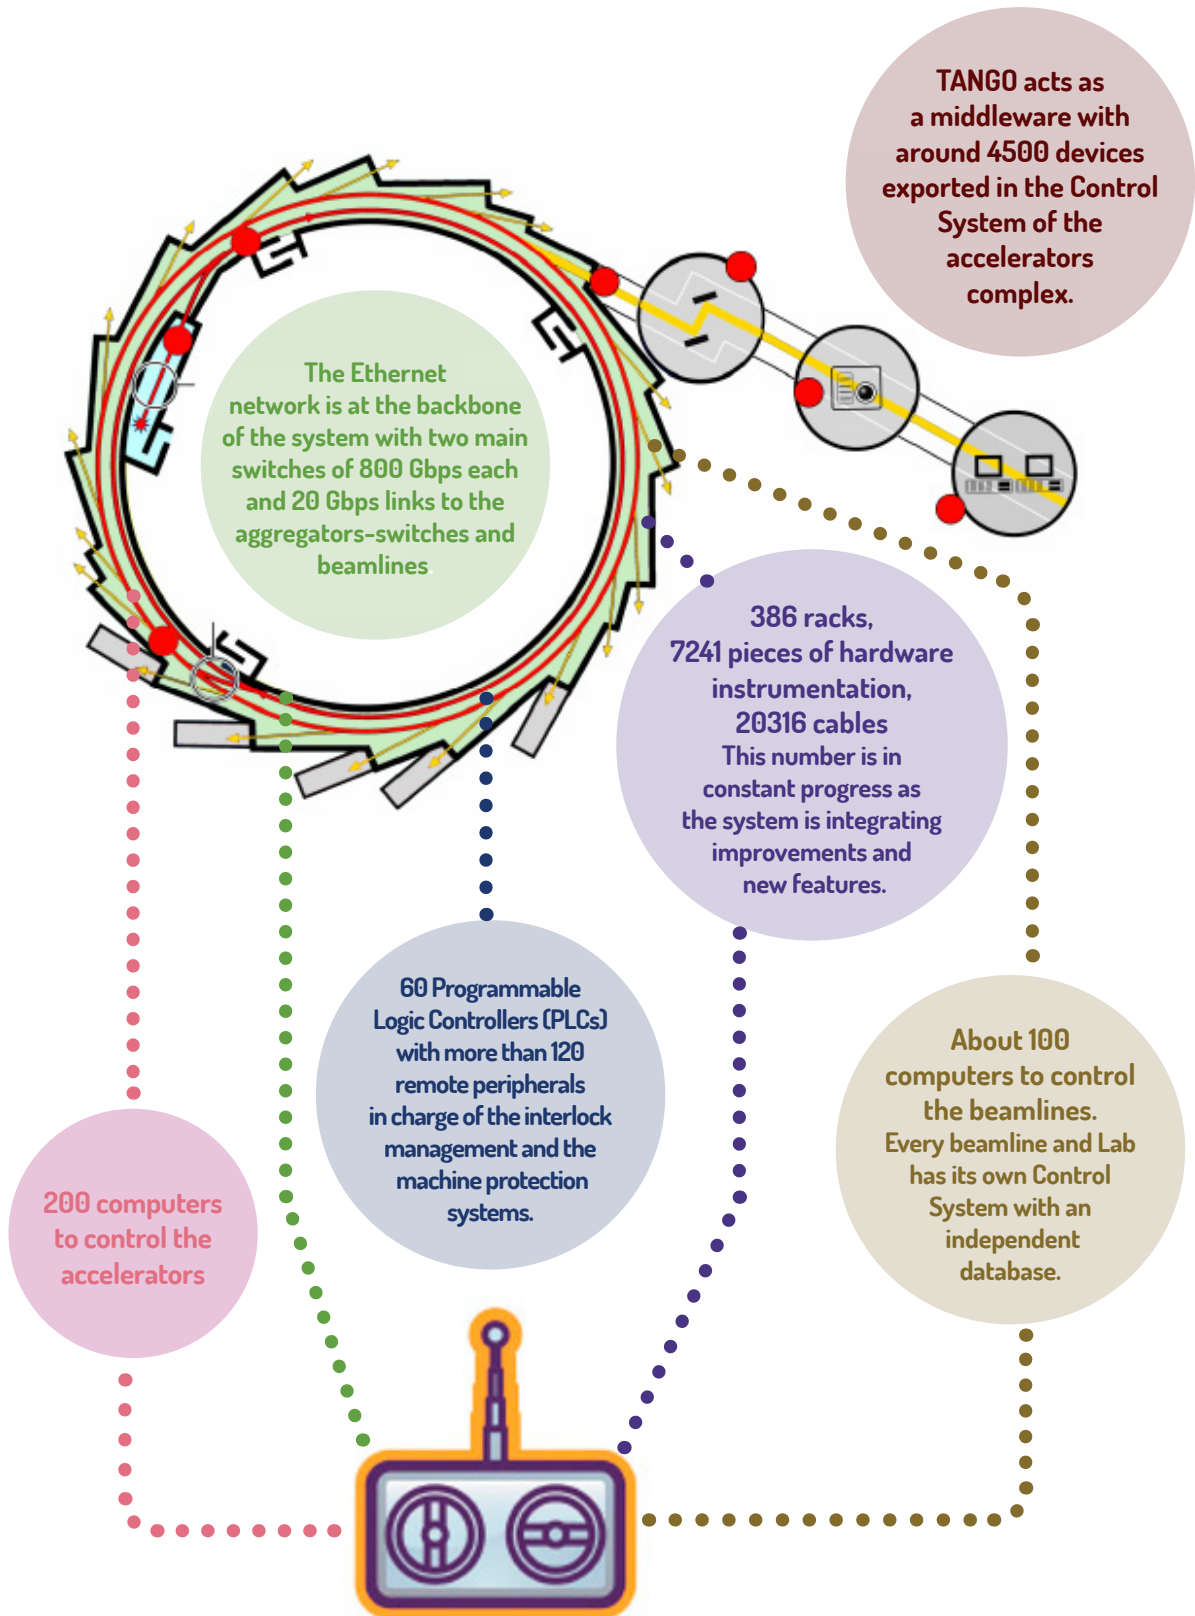 TANGO acts as
a middleware with
around 4500 devices
exported in the Control
System of the
accelerators
complex.
The Ethernet
network is at the backbone
of the system with two main
switches of 800 Gbps each
and 20 Gbps links to the
aggregators-switches and
beamlines
386 racks,
7241 pieces of hardware
instrumentation,
20316 cables
This number is in
constant progress as
the system is integrating
improvements and
new features.
60 Programmable
Logic Controllers (PLCs)
with more than 120
remote peripherals
in charge of the interlock
management and the
machine protection
systems.
About 100
computers to control
the beamlines.
Every beamline and Lab
has its own Control
System with an
independent
database.
200 computers
to control the
accelerators